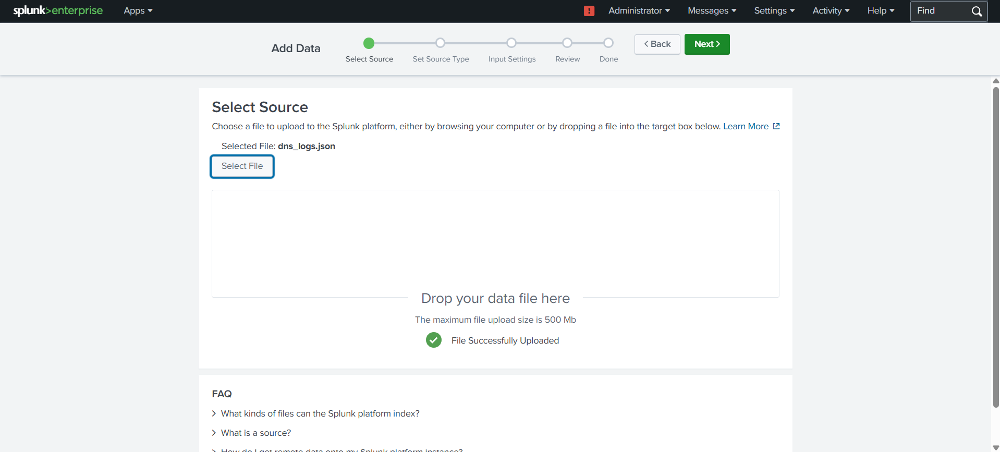 splunk>enterprise Apps Administrator Messages Settings Activity Help Find
Add Data
Select Source Set Source Type Input Settings Review Done
Back Next
Select Source
Choose a file to upload to the Splunk platform, either by browsing your computer or by dropping a file into the target box below. Learn More
Selected File: dns_logs.json
Select File
Drop your data file here
The maximum file upload size is 500 Mb
File Successfully Uploaded
FAQ
What kinds of files can the Splunk platform index?
What is a source?
How do I get remote data onto my Splunk platform instance?